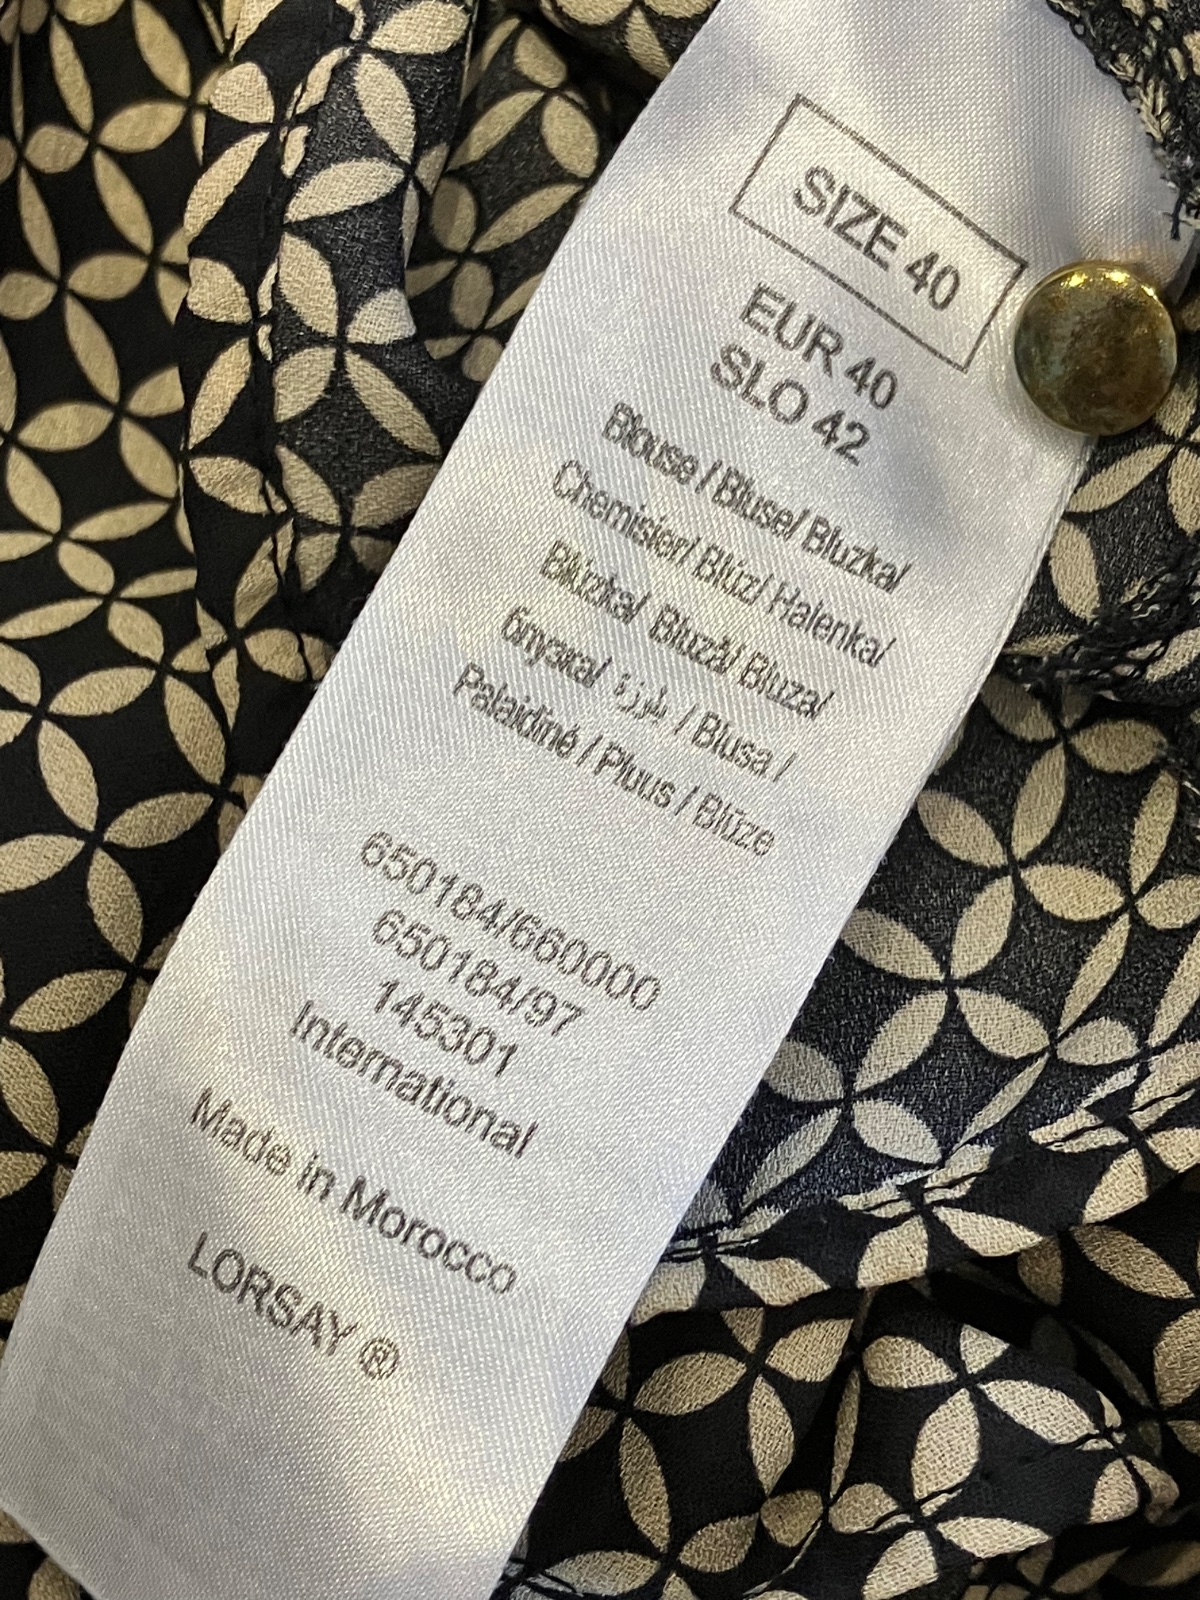 SIZE 40
EUR 40
SLO 42
Blouse / Bluse/ Bluzka/
Chemisier/ Blúz/ Halenka/
Blúzka/ Bluză/ Bluza/
блузка/ بلوزة / Blusa /
Palaidinė / Pluus / Blūze
650184/660000
650184/97
145301
International
Made in Morocco
LORSAY ®